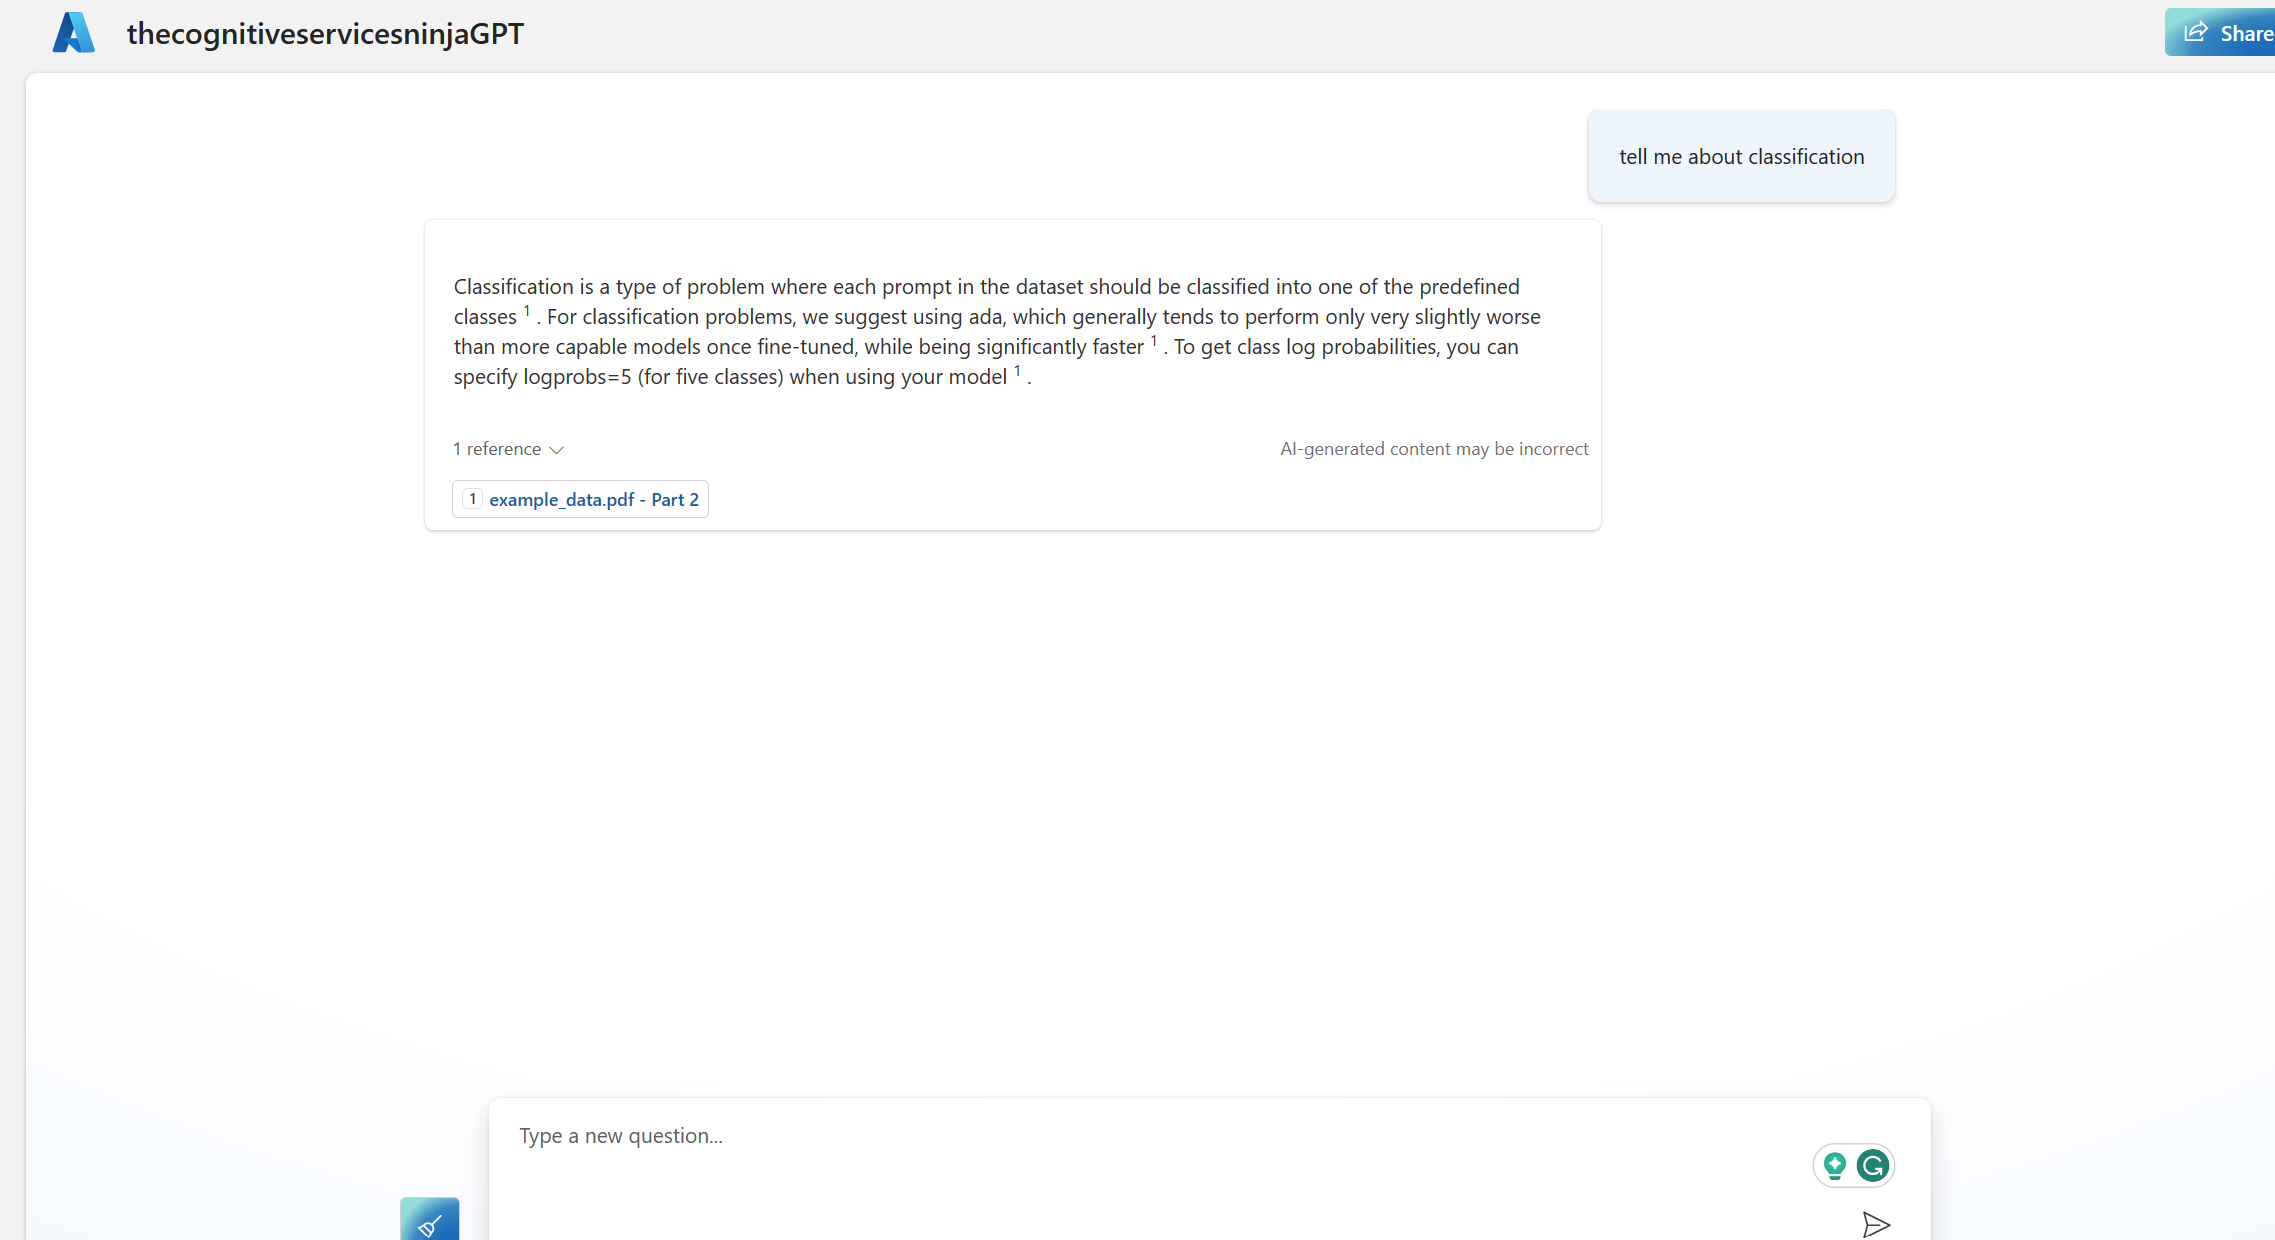 thecognitiveservicesninjaGPT
Share
tell me about classification
Classification is a type of problem where each prompt in the dataset should be classified into one of the predefined
classes 1 . For classification problems, we suggest using ada, which generally tends to perform only very slightly worse
than more capable models once fine-tuned, while being significantly faster 1 . To get class log probabilities, you can
specify logprobs=5 (for five classes) when using your model 1 .
1 reference
AI-generated content may be incorrect
1 example_data.pdf - Part 2
Type a new question...